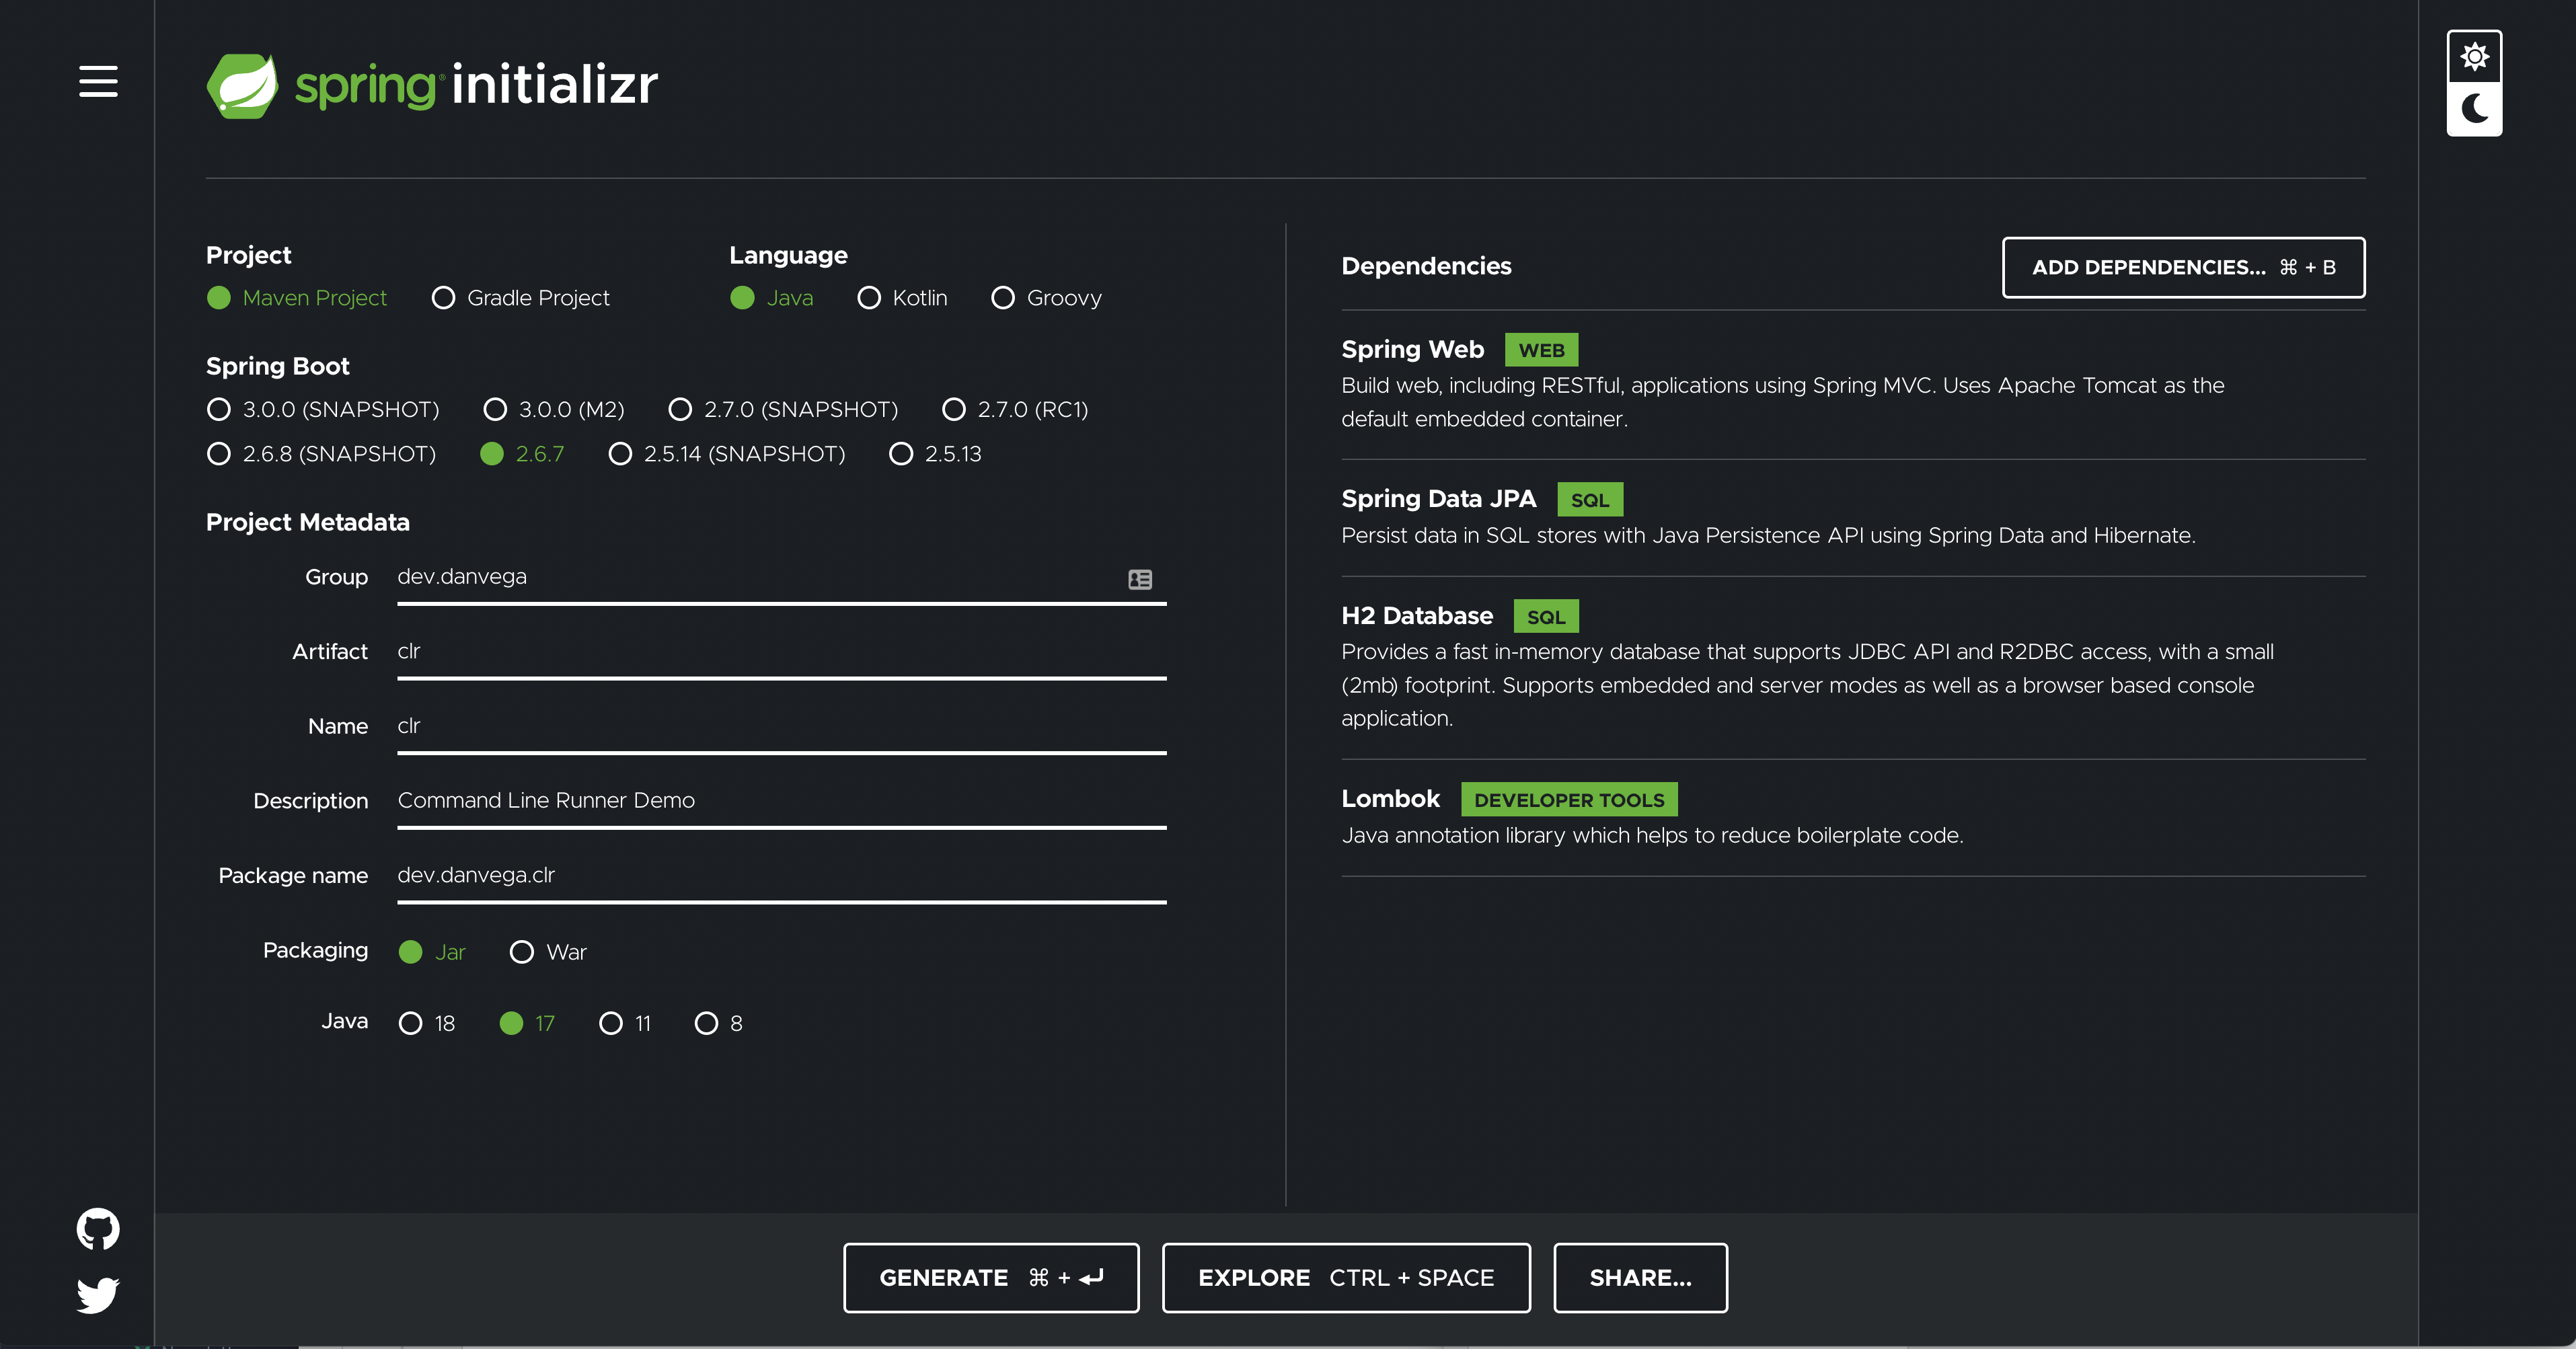 spring initializr
Project
Maven Project Gradle Project
Language
Java Kotlin Groovy
Spring Boot
3.0.0 (SNAPSHOT) 3.0.0 (M2) 2.7.0 (SNAPSHOT) 2.7.0 (RC1)
2.6.8 (SNAPSHOT) 2.6.7 2.5.14 (SNAPSHOT) 2.5.13
Project Metadata
Group dev.danvega
Artifact clr
Name clr
Description Command Line Runner Demo
Package name dev.danvega.clr
Packaging Jar War
Java 18 17 11 8
Dependencies
ADD DEPENDENCIES... ⌘ + B
Spring Web WEB
Build web, including RESTful, applications using Spring MVC. Uses Apache Tomcat as the
default embedded container.
Spring Data JPA SQL
Persist data in SQL stores with Java Persistence API using Spring Data and Hibernate.
H2 Database SQL
Provides a fast in-memory database that supports JDBC API and R2DBC access, with a small
(2mb) footprint. Supports embedded and server modes as well as a browser based console
application.
Lombok DEVELOPER TOOLS
Java annotation library which helps to reduce boilerplate code.
GENERATE ⌘ + ⏎
EXPLORE CTRL + SPACE
SHARE...